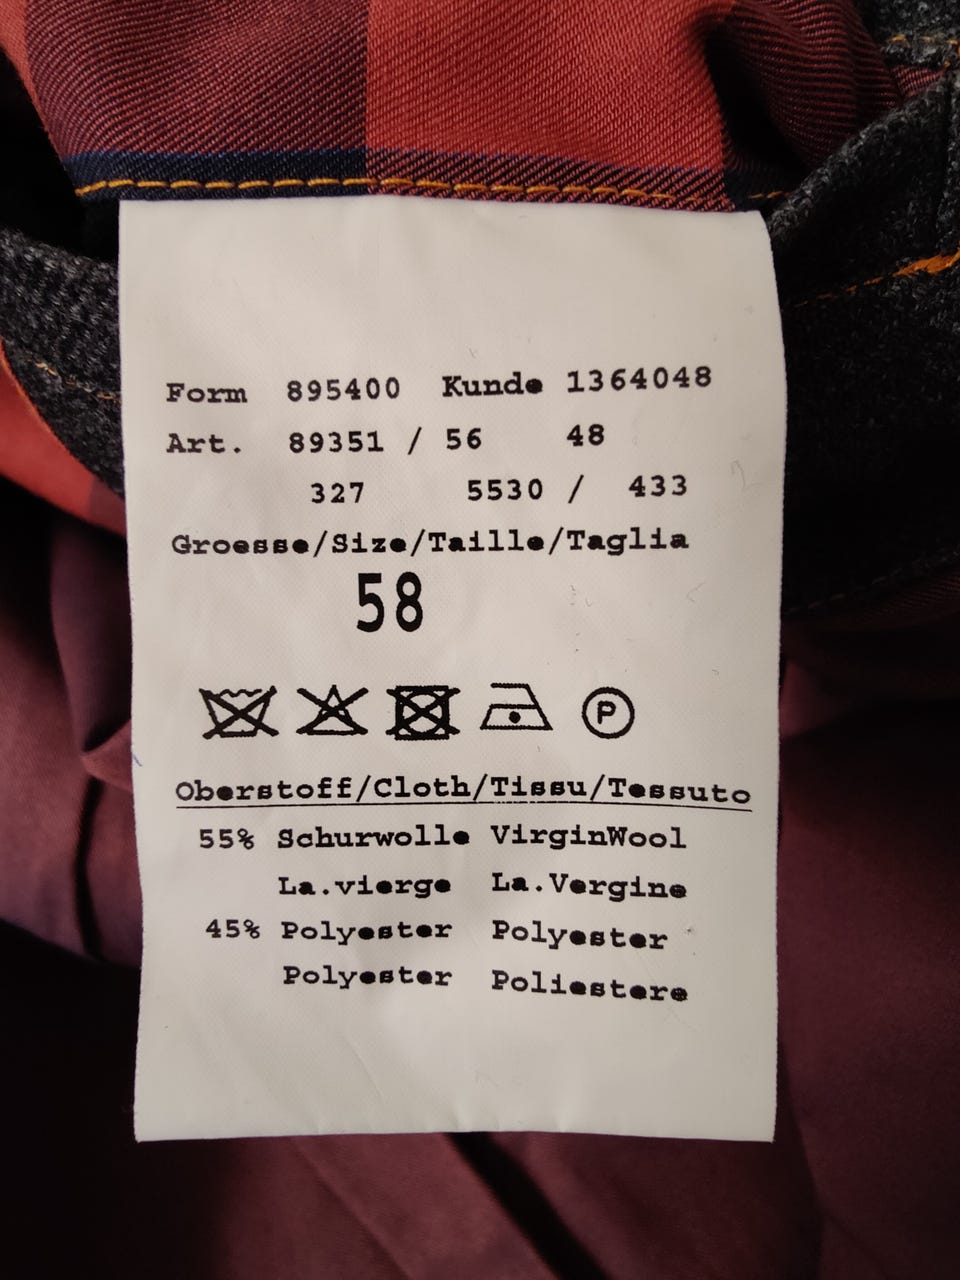 Form 895400 Kunde 1364048
Art. 89351 / 56 48
327 5530 / 433
Groesse/Size/Taille/Taglia
58
P
Oberstoff/Cloth/Tissu/Tessuto
55% Schurwolle VirginWool
La.vierge La.Vergine
45% Polyester Polyester
Polyester Poliestere